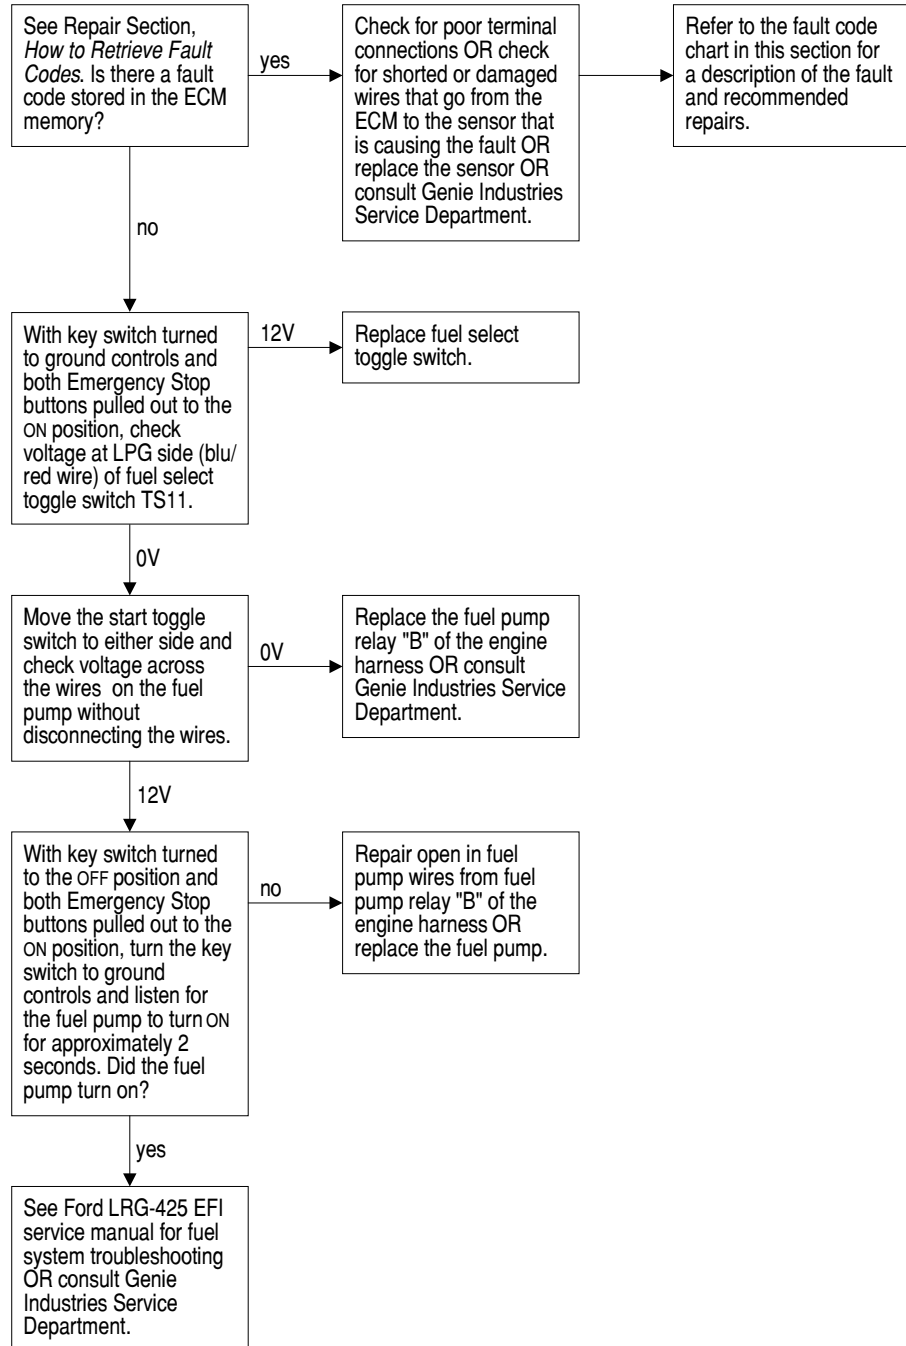 See Repair Section,
How to Retrieve Fault
Codes. Is there a fault
code stored in the ECM
memory?
yes
Check for poor terminal
connections OR check
for shorted or damaged
wires that go from the
ECM to the sensor that
is causing the fault OR
replace the sensor OR
consult Genie Industries
Service Department.
Refer to the fault code
chart in this section for
a description of the fault
and recommended
repairs.
no
With key switch turned
to ground controls and
both Emergency Stop
buttons pulled out to the
ON position, check
voltage at LPG side (blu/
red wire) of fuel select
toggle switch TS11.
12V
Replace fuel select
toggle switch.
0V
Move the start toggle
switch to either side and
check voltage across
the wires on the fuel
pump without
disconnecting the wires.
0V
Replace the fuel pump
relay "B" of the engine
harness OR consult
Genie Industries Service
Department.
12V
With key switch turned
to the OFF position and
both Emergency Stop
buttons pulled out to the
ON position, turn the key
switch to ground
controls and listen for
the fuel pump to turn ON
for approximately 2
seconds. Did the fuel
pump turn on?
no
Repair open in fuel
pump wires from fuel
pump relay "B" of the
engine harness OR
replace the fuel pump.
yes
See Ford LRG-425 EFI
service manual for fuel
system troubleshooting
OR consult Genie
Industries Service
Department.